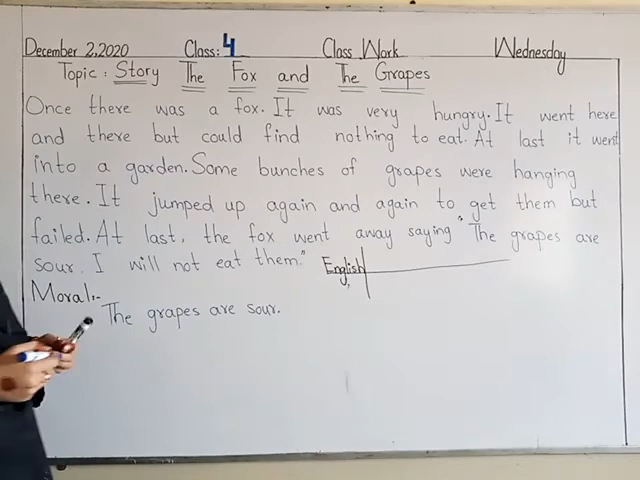 December 2,2020 Class: 4 Class Work Wednesday
Topic : Story The Fox and The Grapes
Once there was a fox. It was very hungry. It went here
and there but could find nothing to eat. At last it went
into a garden. Some bunches of grapes were hanging
there. It jumped up again and again to get them but
failed. At last, the fox went away saying "The grapes are
sour. I will not eat them."
English
Moral:-
The grapes are sour.